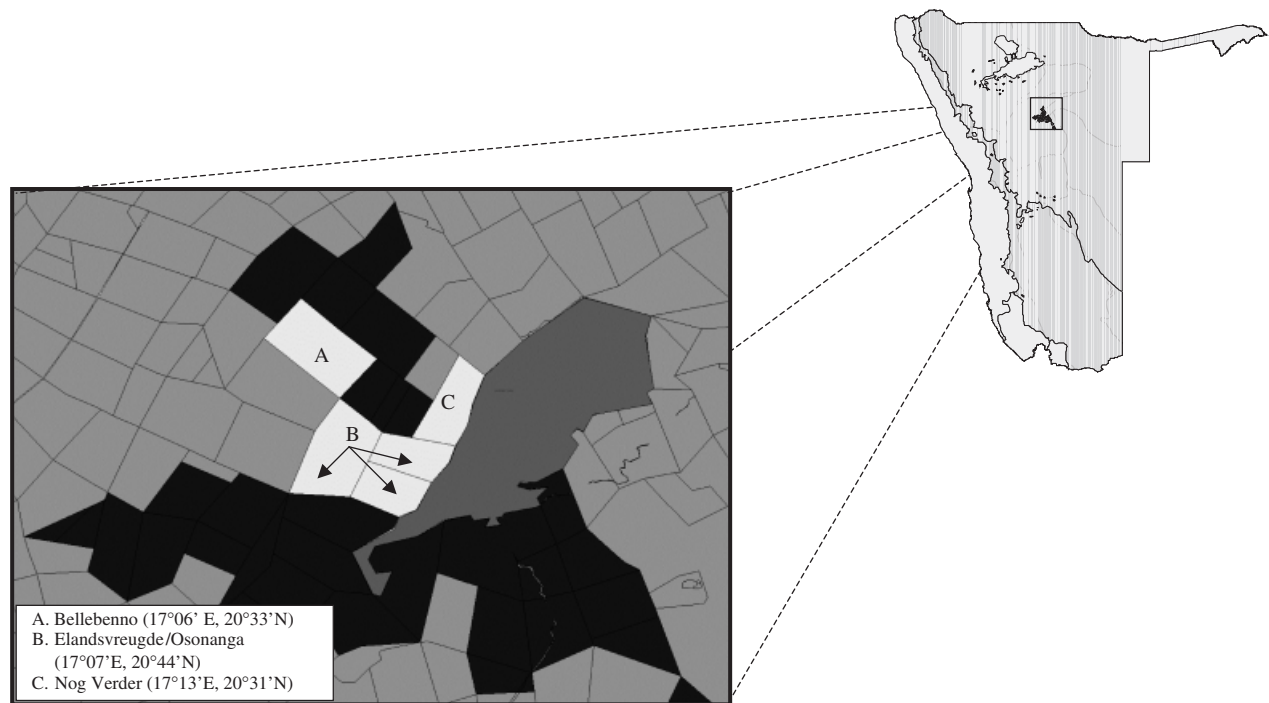 A
C
B
A. Bellebenno (17°06’ E, 20°33’N)
B. Elandsvreugde/Osonanga
(17°07’E, 20°44’N)
C. Nog Verder (17°13’E, 20°31’N)